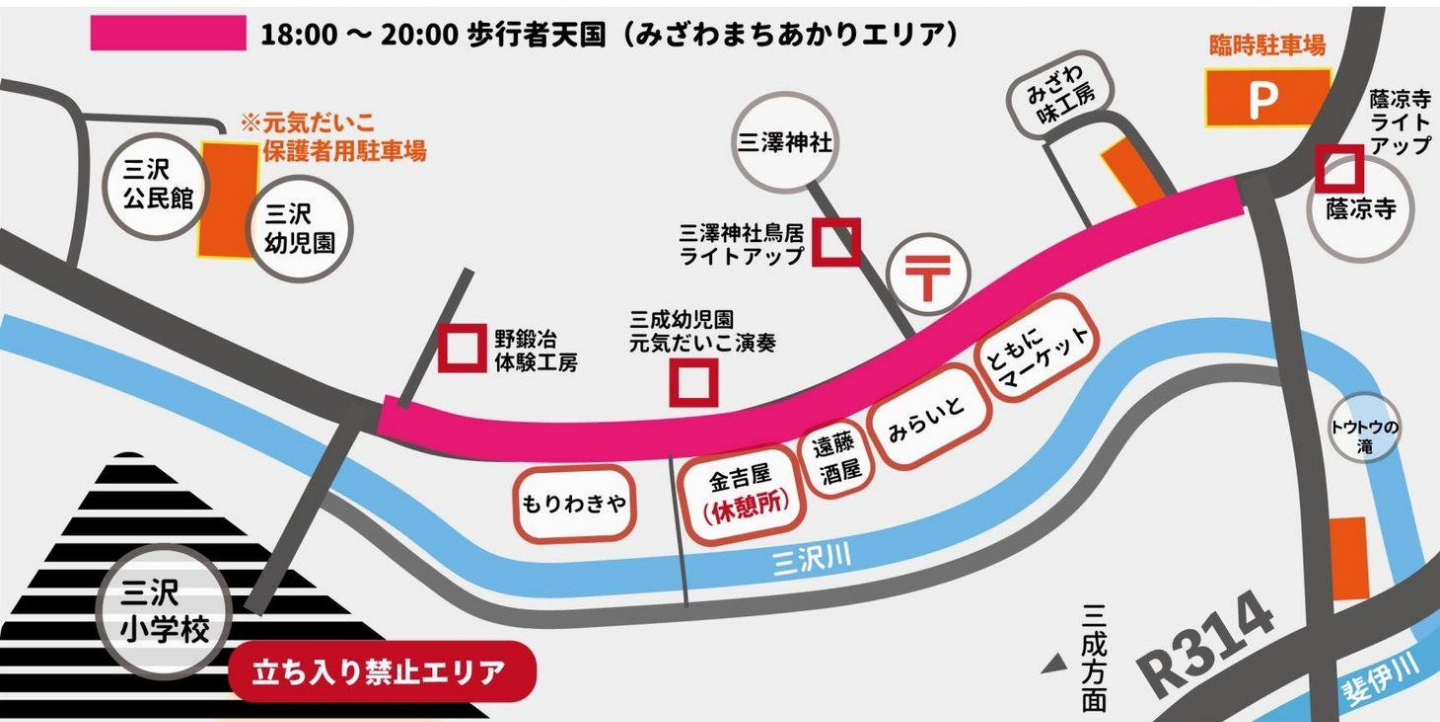 18:00 〜 20:00 歩行者天国（みざわまちあかりエリア）
臨時駐車場
P
みざわ
味工房
蔭凉寺
ライト
アップ
※元気だいこ
保護者用駐車場
三澤神社
三沢
公民館
三沢
幼児園
蔭凉寺
三澤神社鳥居
ライトアップ
〒
三成幼児園
元気だいこ演奏
野鍛冶
体験工房
ともに
マーケット
みらいと
遠藤
酒屋
金吉屋
（休憩所）
もりわきや
トウトウの
滝
三沢川
三沢
小学校
立ち入り禁止エリア
三成方面
R314
斐伊川